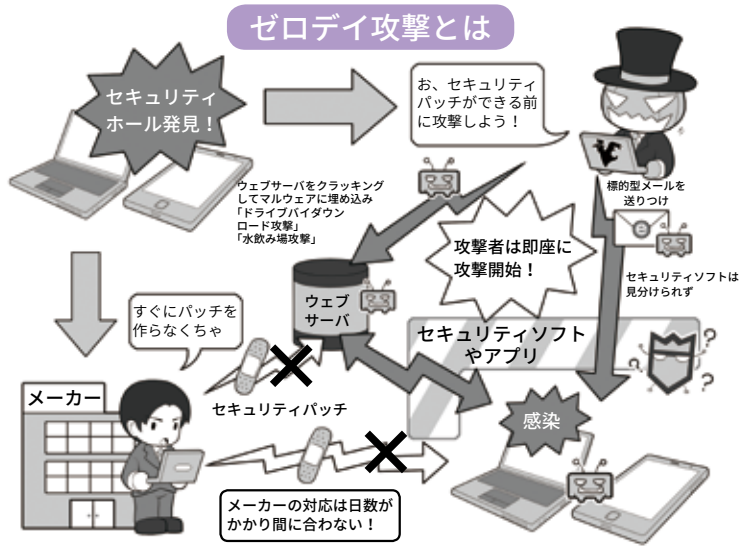 ゼロデイ攻撃とは
セキュリティ
ホール発見！
お、セキュリティ
パッチができる前
に攻撃しよう！
ウェブサーバをクラッキング
してマルウェアに埋め込み
「ドライブバイダウン
ロード攻撃」
「水飲み場攻撃」
標的型メールを
送りつけ
攻撃者は即座に
攻撃開始！
e
セキュリティソフトは
見分けられず
ウェブ
サーバ
すぐにパッチを
作らなくちゃ
セキュリティソフト
やアプリ
?
?
?
メーカー
セキュリティパッチ
感染
メーカーの対応は日数が
かかり間に合わない！